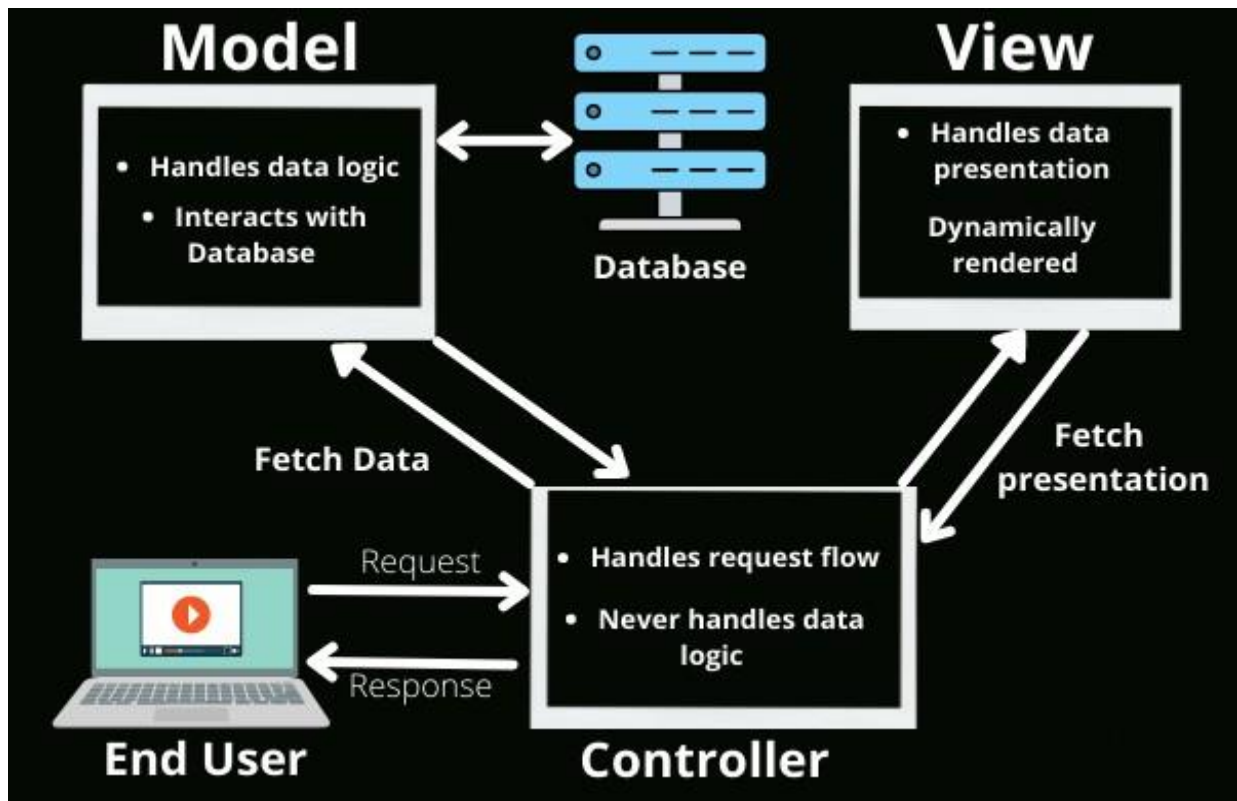 Model
View
• Handles data logic
• Interacts with
Database
Database
• Handles data
presentation
Dynamically
rendered
Fetch Data
Fetch
presentation
Request
Response
• Handles request flow
• Never handles data
logic
End User
Controller